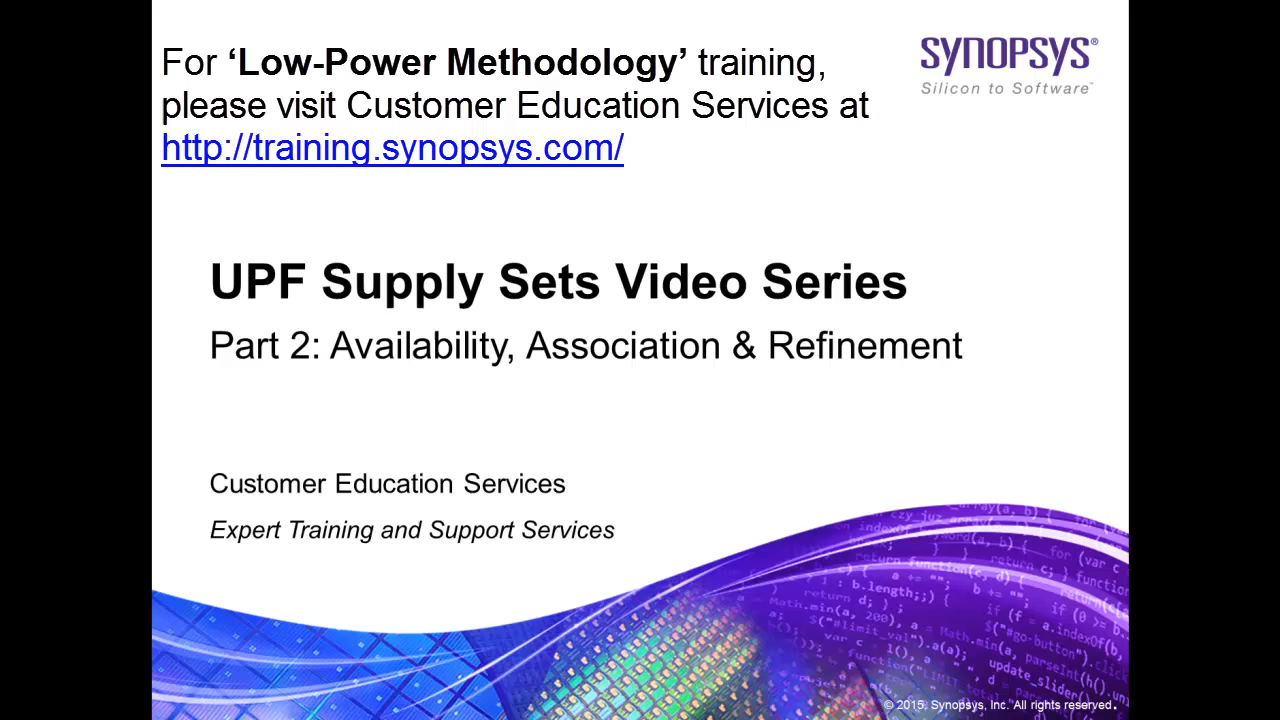 For ‘Low-Power Methodology’ training,
please visit Customer Education Services at
http://training.synopsys.com/
SYNOPSYS®
Silicon to Software™
UPF Supply Sets Video Series
Part 2: Availability, Association & Refinement
Customer Education Services
Expert Training and Support Services
© 2015. Synopsys, Inc. All rights reserved.